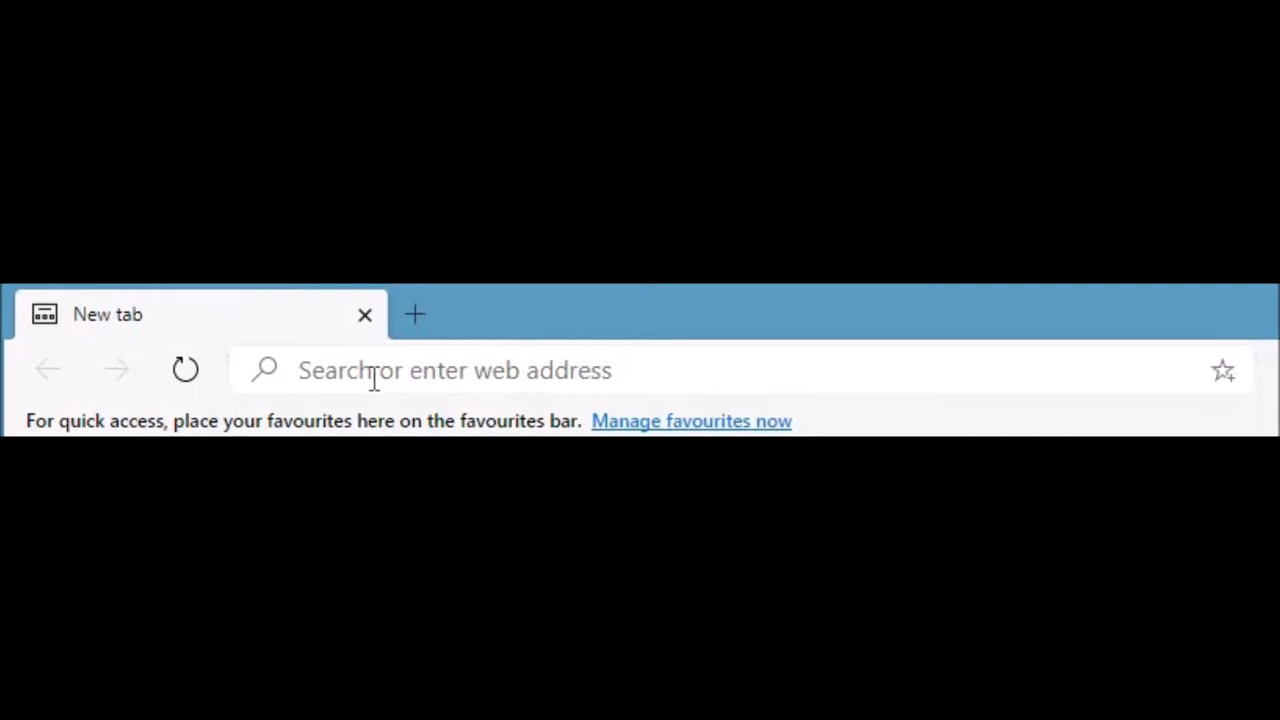 New tab
Search or enter web address
For quick access, place your favourites here on the favourites bar. Manage favourites now